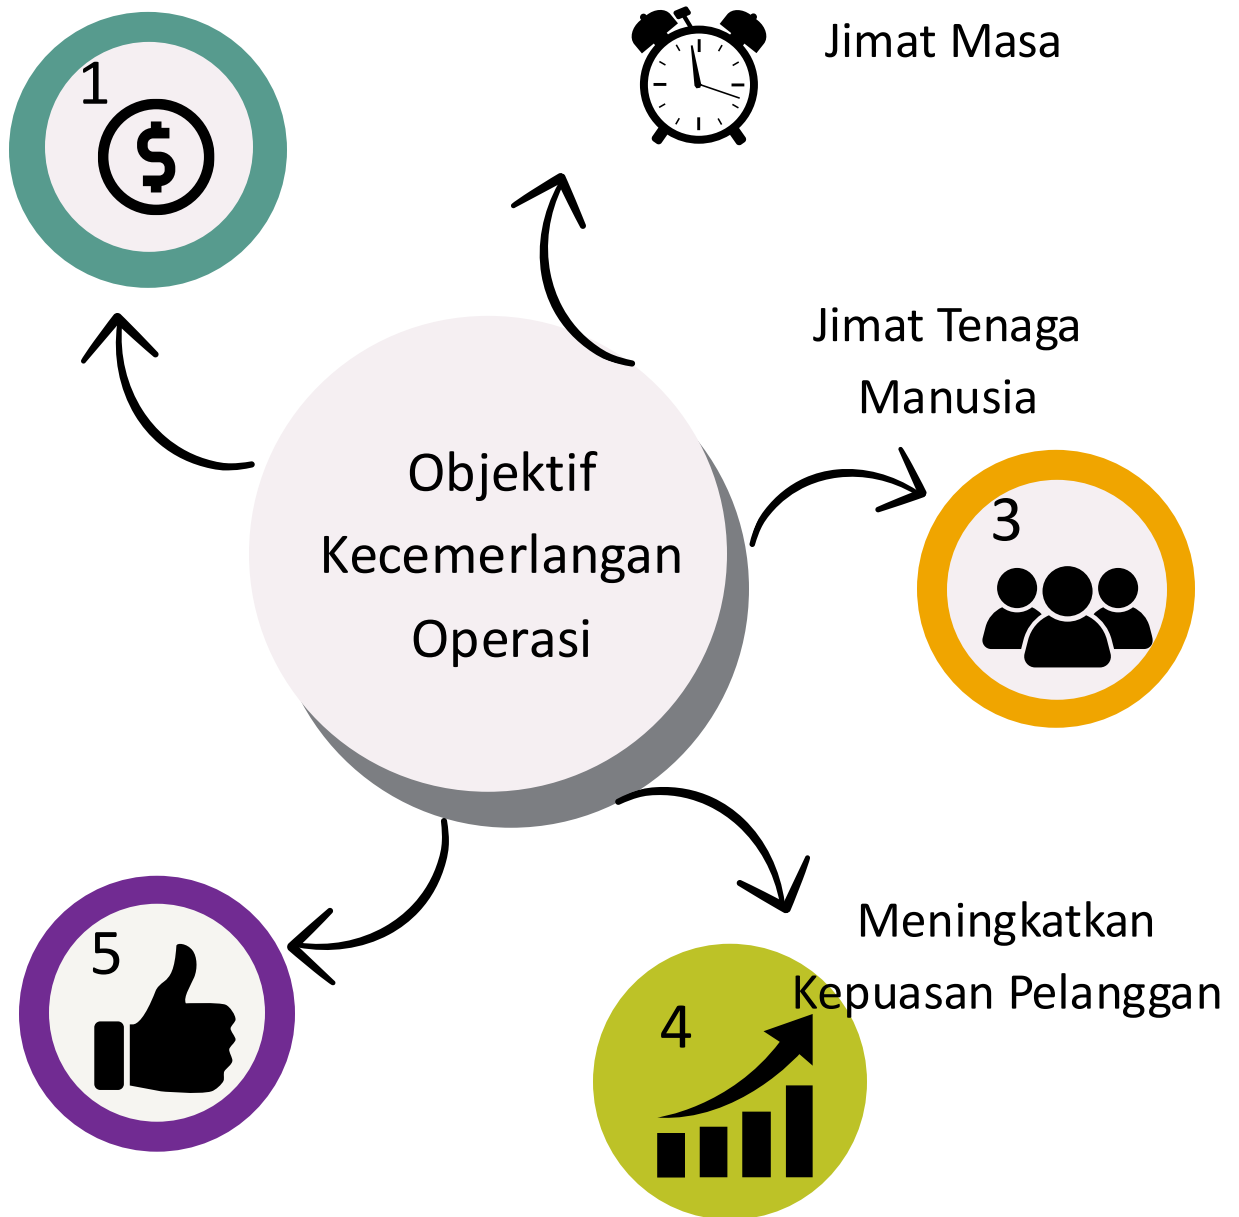 1
$
Jimat Masa
Jimat Tenaga
Manusia
3
Objektif
Kecemerlangan
Operasi
Meningkatkan
Kepuasan Pelanggan
4
5